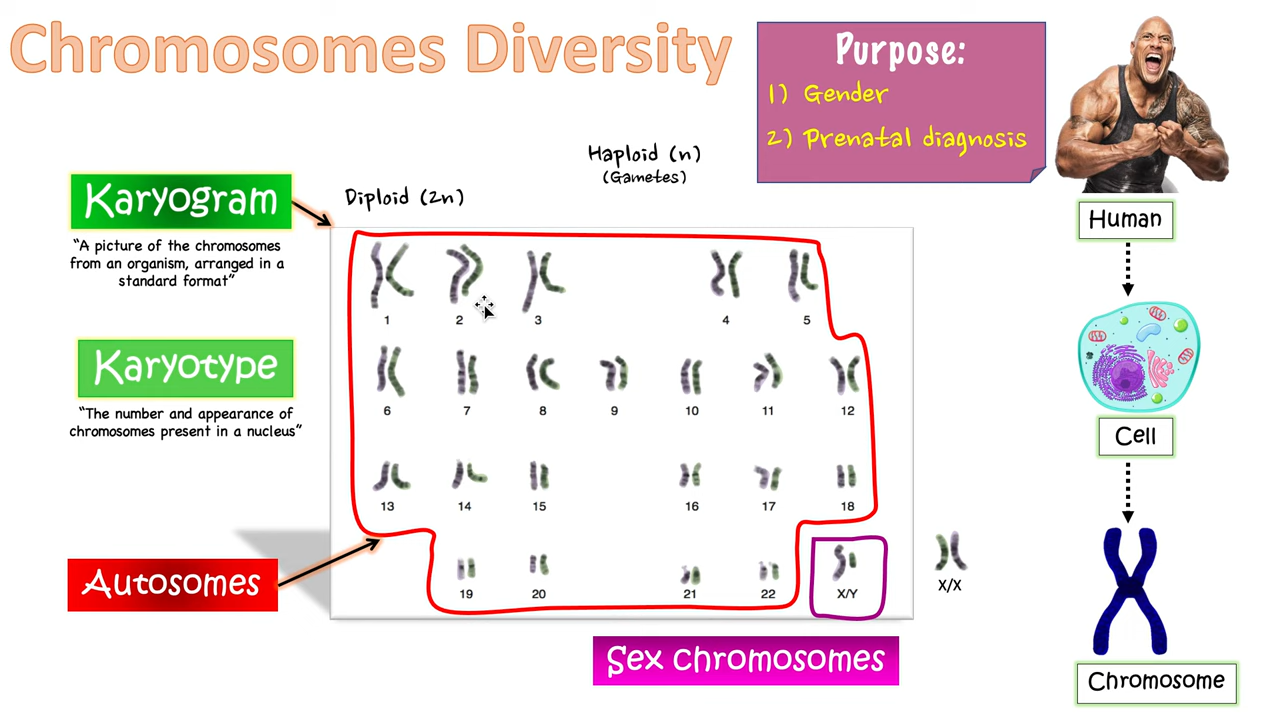 Chromosomes Diversity
Purpose:
1) Gender
2) Prenatal diagnosis
Haploid (n)
(Gametes)
Diploid (2n)
Karyogram
“A picture of the chromosomes
from an organism, arranged in a
standard format”
Karyotype
“The number and appearance of
chromosomes present in a nucleus”
Autosomes
1 2 3 4 5
6 7 8 9 10 11 12
13 14 15 16 17 18
19 20 21 22 X/Y
X/X
Sex chromosomes
Human
Cell
Chromosome